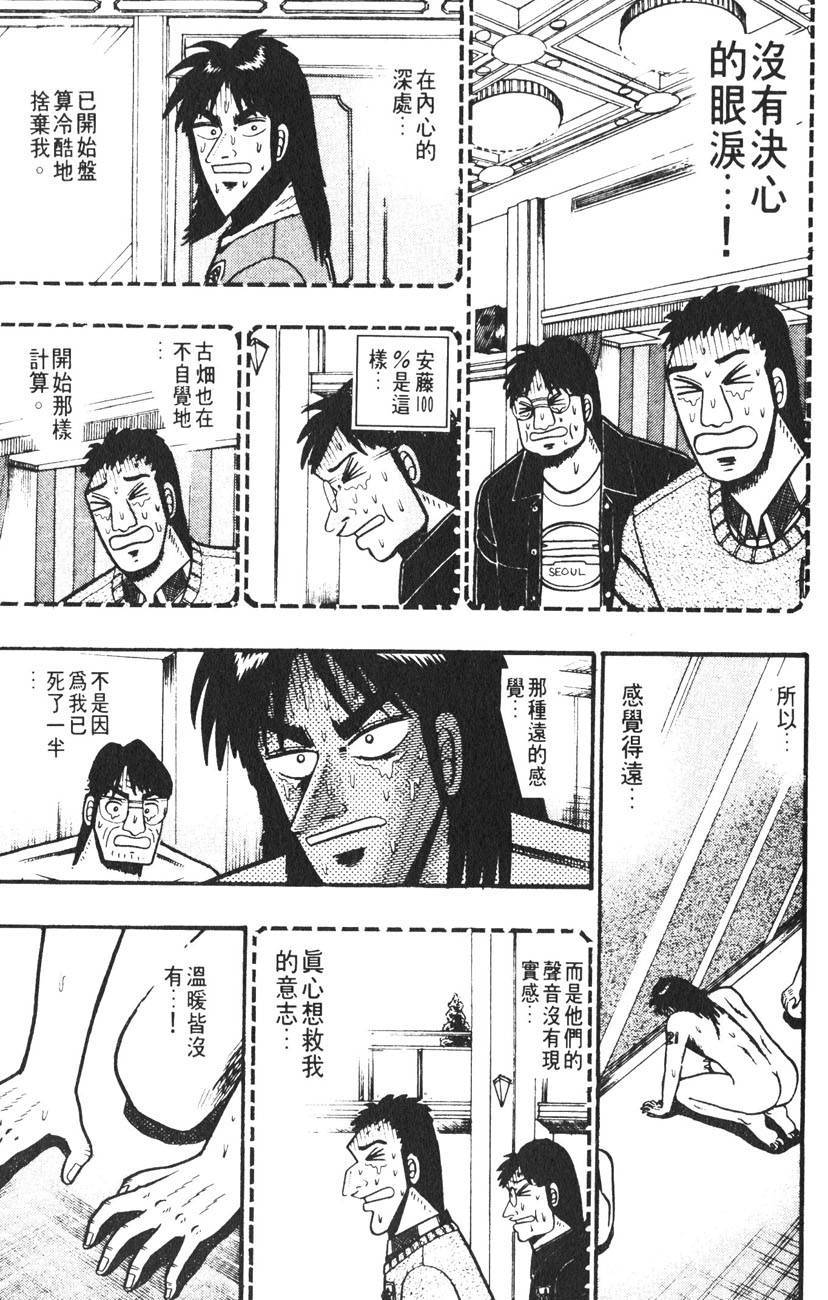 沒有決心
的眼淚…！
SEOUL
在內心的
深處…
已開始盤
算冷酷地
捨棄我。
安藤100
%是這
樣…
古畑也在
不自覺地
…
開始那樣
計算。
所以…
感覺得遠…
那種遠的感
覺…
不是因
為我已
死了一半
…
21
而是他們的
聲音沒有現
實感…
真心想救我
的意志…
溫暖皆沒
有…！